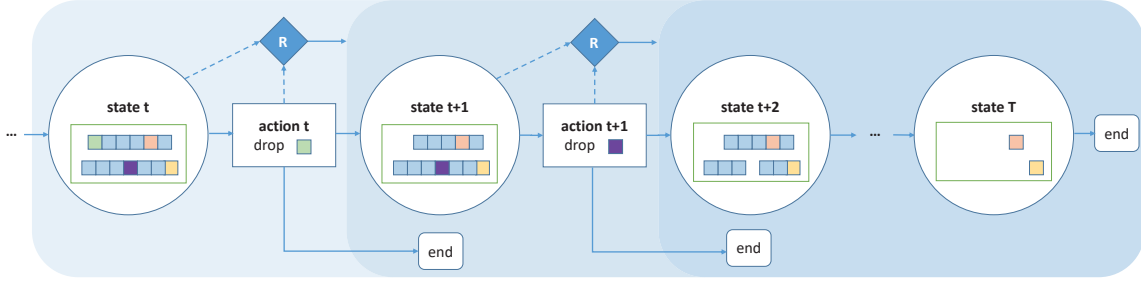 R
R
state t
state t+1
state t+2
state T
...
action t
drop
action t+1
drop
...
end
end
end